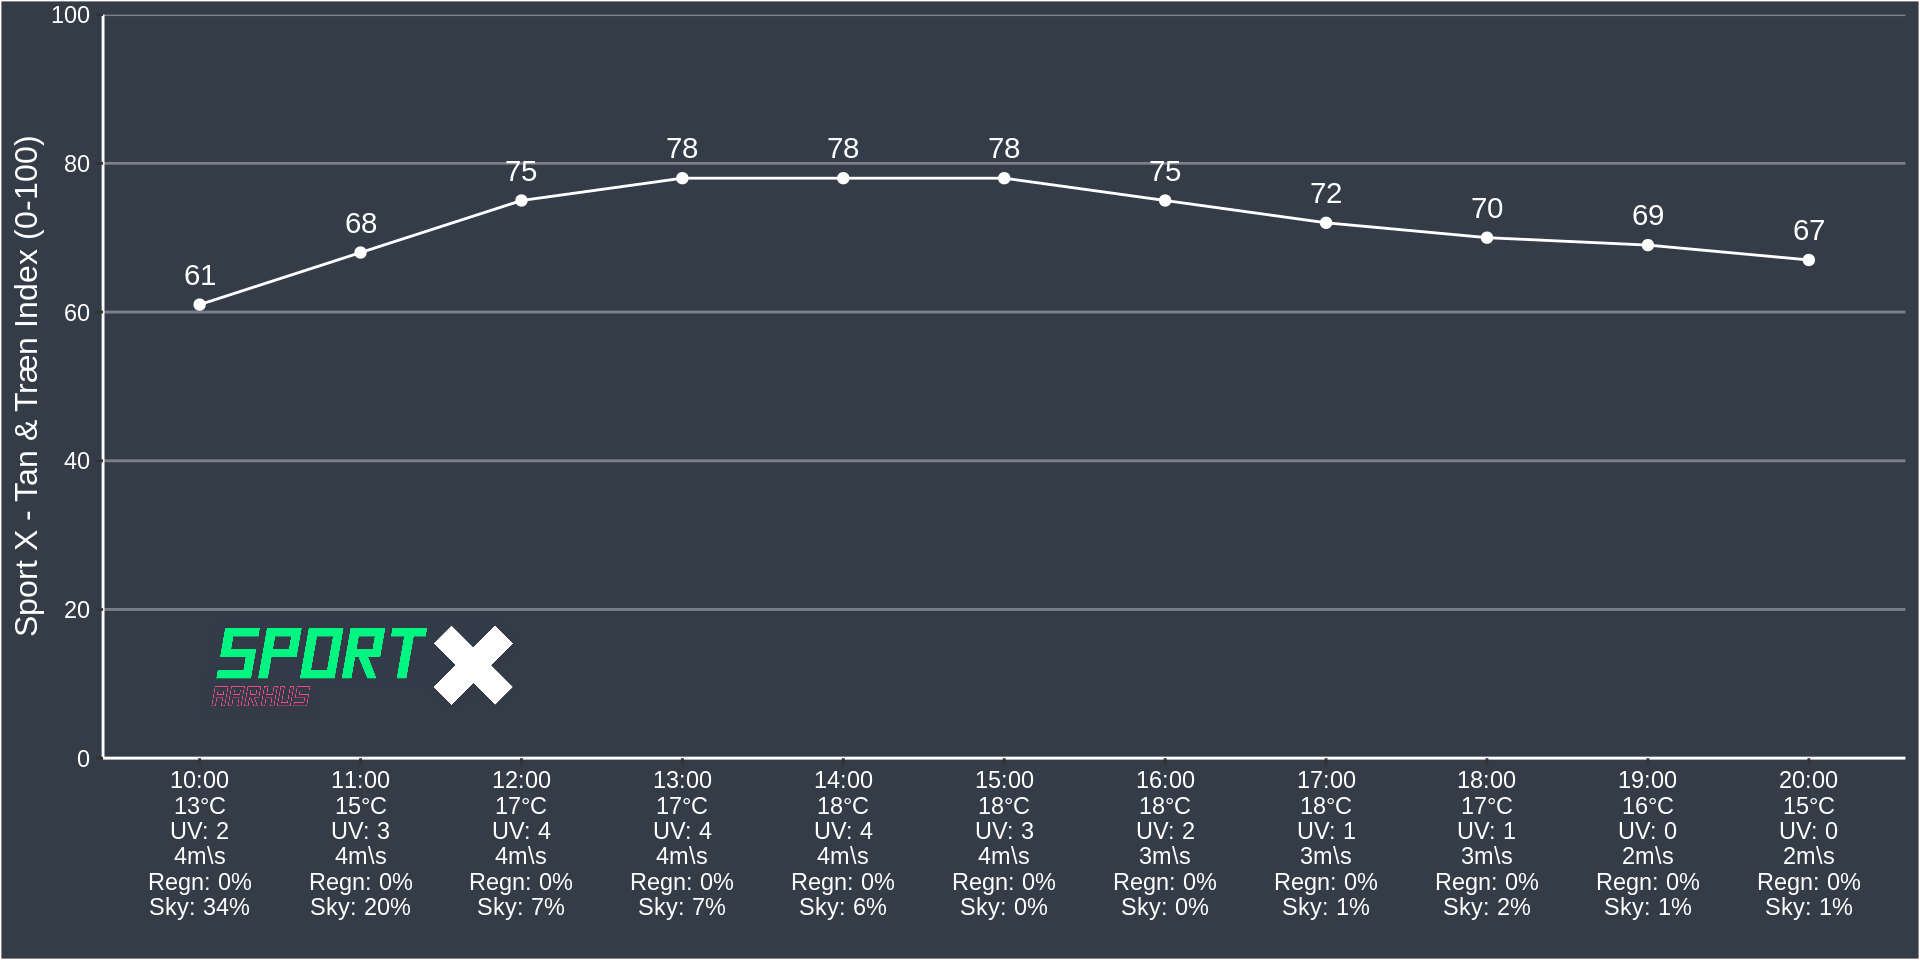 Sport X - Tan & Træn Index (0-100)
100
80
60
40
20
0
61
68
75
78
78
78
75
72
70
69
67
SPORT X
AARHUS
10:00 11:00 12:00 13:00 14:00 15:00 16:00 17:00 18:00 19:00 20:00
13°C 15°C 17°C 17°C 18°C 18°C 18°C 18°C 17°C 16°C 15°C
UV: 2 UV: 3 UV: 4 UV: 4 UV: 4 UV: 3 UV: 2 UV: 1 UV: 1 UV: 0 UV: 0
4m\s 4m\s 4m\s 4m\s 4m\s 4m\s 3m\s 3m\s 3m\s 2m\s 2m\s
Regn: 0% Regn: 0% Regn: 0% Regn: 0% Regn: 0% Regn: 0% Regn: 0% Regn: 0% Regn: 0% Regn: 0% Regn: 0%
Sky: 34% Sky: 20% Sky: 7% Sky: 7% Sky: 6% Sky: 0% Sky: 0% Sky: 1% Sky: 2% Sky: 1% Sky: 1%